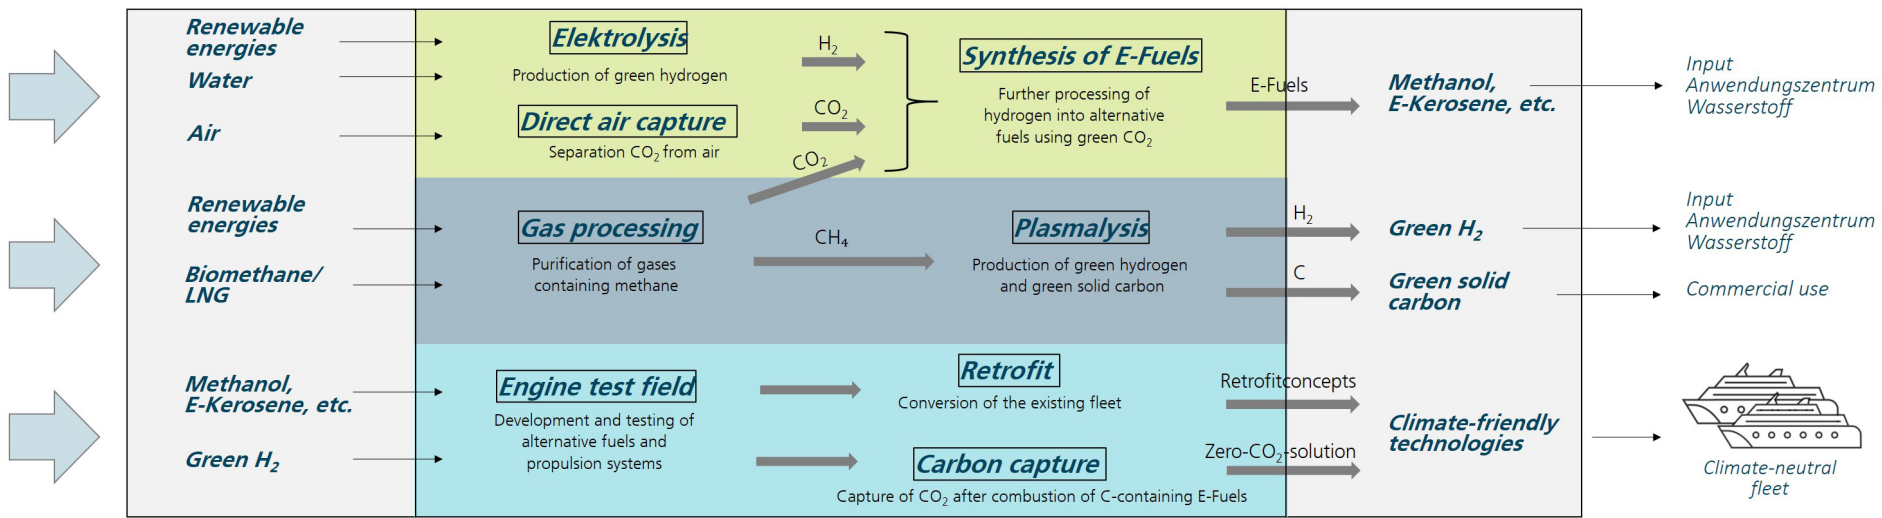 Renewable
energies
Water
Air
Elektrolysis
Production of green hydrogen
Direct air capture
Separation CO₂ from air
H₂
CO₂
CO₂
Synthesis of E-Fuels
Further processing of
hydrogen into alternative
fuels using green CO₂
E-Fuels
Methanol,
E-Kerosene, etc.
Input
Anwendungszentrum
Wasserstoff
Renewable
energies
Biomethane/
LNG
Gas processing
Purification of gases
containing methane
CH₄
Plasmalysis
Production of green hydrogen
and green solid carbon
H₂
C
Green H₂
Green solid
carbon
Input
Anwendungszentrum
Wasserstoff
Commercial use
Methanol,
E-Kerosene, etc.
Green H₂
Engine test field
Development and testing of
alternative fuels and
propulsion systems
Retrofit
Conversion of the existing fleet
Carbon capture
Capture of CO₂ after combustion of C-containing E-Fuels
Retrofitconcepts
Zero-CO₂-solution
Climate-friendly
technologies
Climate-neutral
fleet